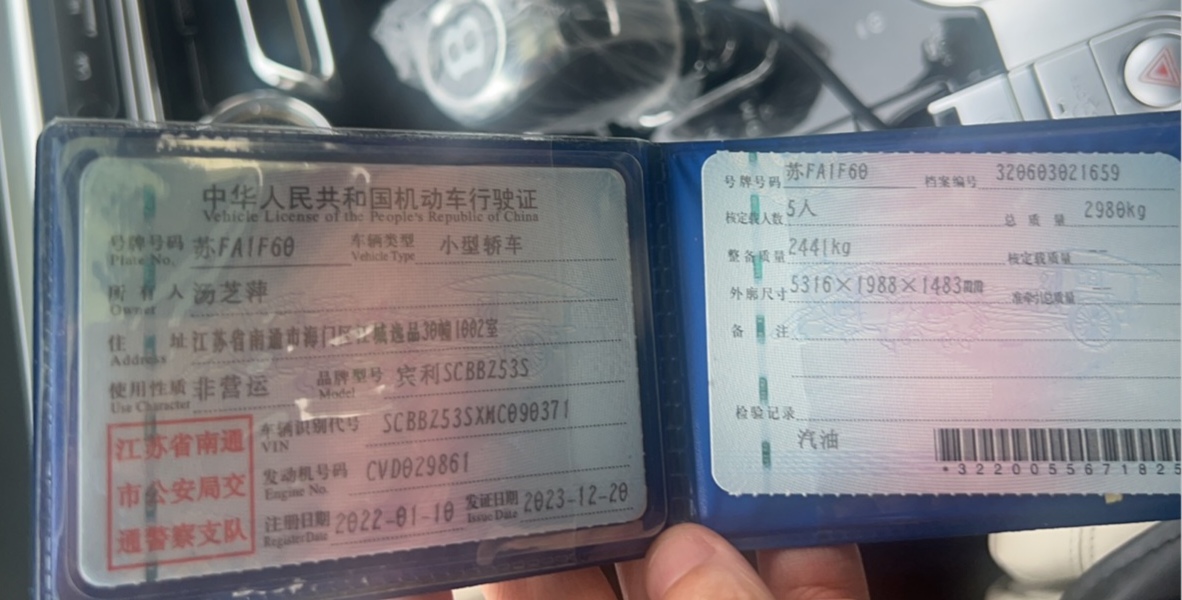 中华人民共和国机动车行驶证
Vehicle License of the People's Republic of China
号牌号码 苏FA1F60 车辆类型 小型轿车
Plate No. Vehicle Type
所有人 汤芝萍
Owner
住址 江苏省南通市海门区江城逸品30幢1002室
Address
使用性质 非营运 品牌型号 宾利SCBBZ53S
Use Character Model
江苏省南通
市公安局交
通警察支队
车辆识别代号 SCBBZ53SXMC090371
VIN
发动机号码 CVD029861
Engine No.
注册日期 2022-01-10 发证日期 2023-12-20
Register Date Issue Date
号牌号码 苏FA1F60 档案编号 320603021659
核定载人数 5人 总质量 2980kg
整备质量 2441kg 核定载质量 --
外廓尺寸 5316×1988×1483mm 准牵引总质量 --
备注
检验记录
汽油
*3220055671825
B